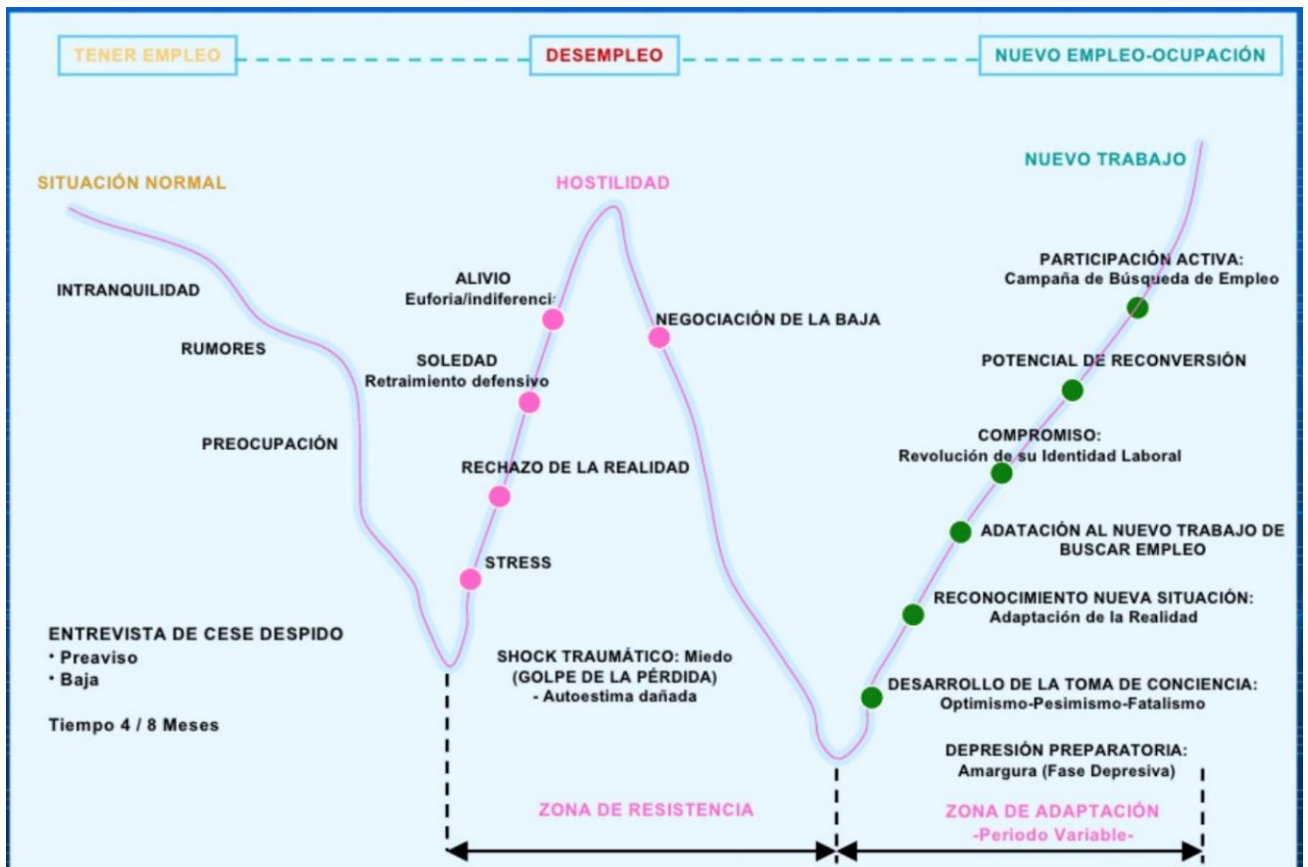 TENER EMPLEO
DESEMPLEO
NUEVO EMPLEO-OCUPACIÓN
SITUACIÓN NORMAL
INTRANQUILIDAD
RUMORES
PREOCUPACIÓN
ENTREVISTA DE CESE DESPIDO
· Preaviso
· Baja
Tiempo 4 / 8 Meses
HOSTILIDAD
ALIVIO
Euforia/indiferenci
SOLEDAD
Retraimiento defensivo
RECHAZO DE LA REALIDAD
STRESS
NEGOCIACIÓN DE LA BAJA
SHOCK TRAUMÁTICO: Miedo
(GOLPE DE LA PÉRDIDA)
- Autoestima dañada
ZONA DE RESISTENCIA
NUEVO TRABAJO
PARTICIPACIÓN ACTIVA:
Campaña de Búsqueda de Empleo
POTENCIAL DE RECONVERSIÓN
COMPROMISO:
Revolución de su Identidad Laboral
ADATACIÓN AL NUEVO TRABAJO DE
BUSCAR EMPLEO
RECONOCIMIENTO NUEVA SITUACIÓN:
Adaptación de la Realidad
DESARROLLO DE LA TOMA DE CONCIENCIA:
Optimismo-Pesimismo-Fatalismo
DEPRESIÓN PREPARATORIA:
Amargura (Fase Depresiva)
ZONA DE ADAPTACIÓN
-Periodo Variable-